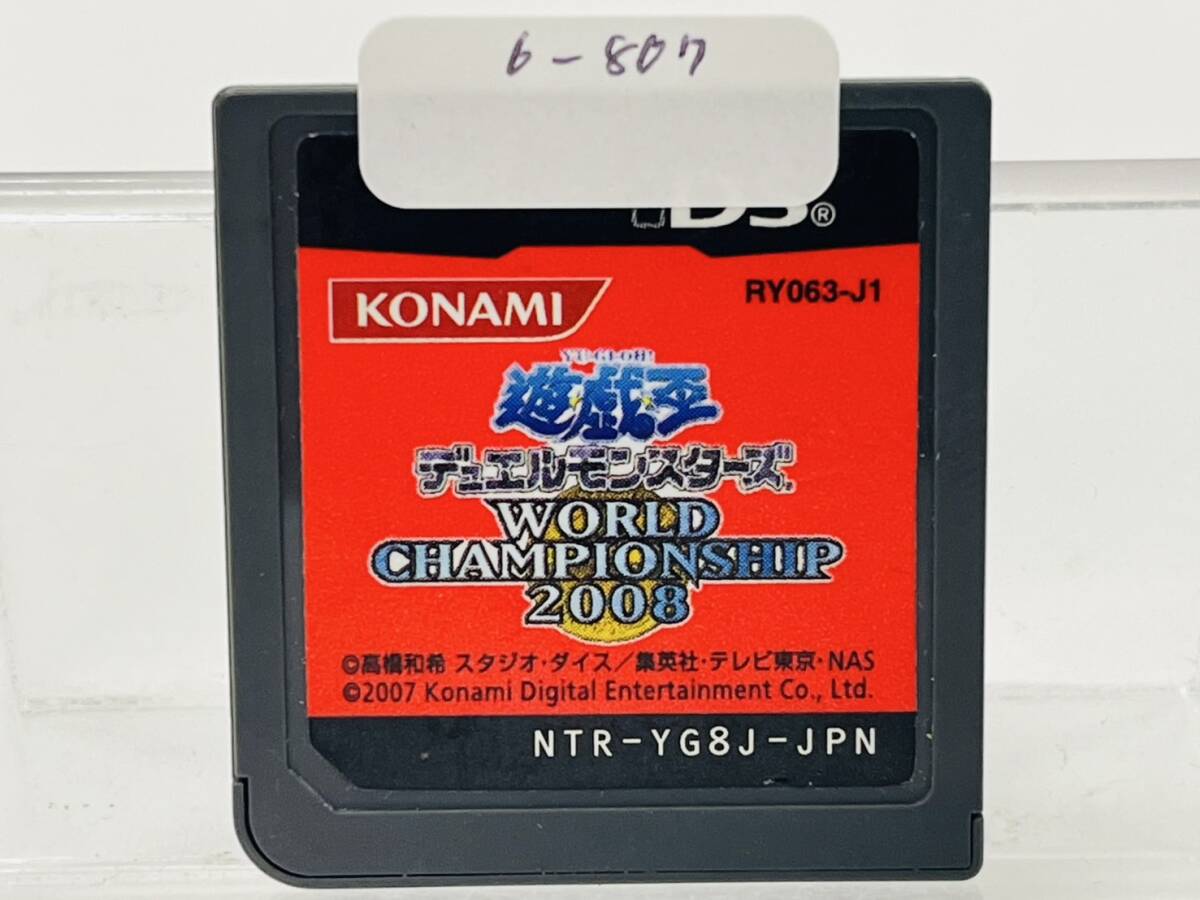 6-807
DS®
KONAMI
RY063-J1
YU-GI-OH!
遊☆戯☆王
デュエルモンスターズ
WORLD
CHAMPIONSHIP
2008
©高橋和希 スタジオ・ダイス／集英社・テレビ東京・NAS
©2007 Konami Digital Entertainment Co., Ltd.
NTR-YG8J-JPN